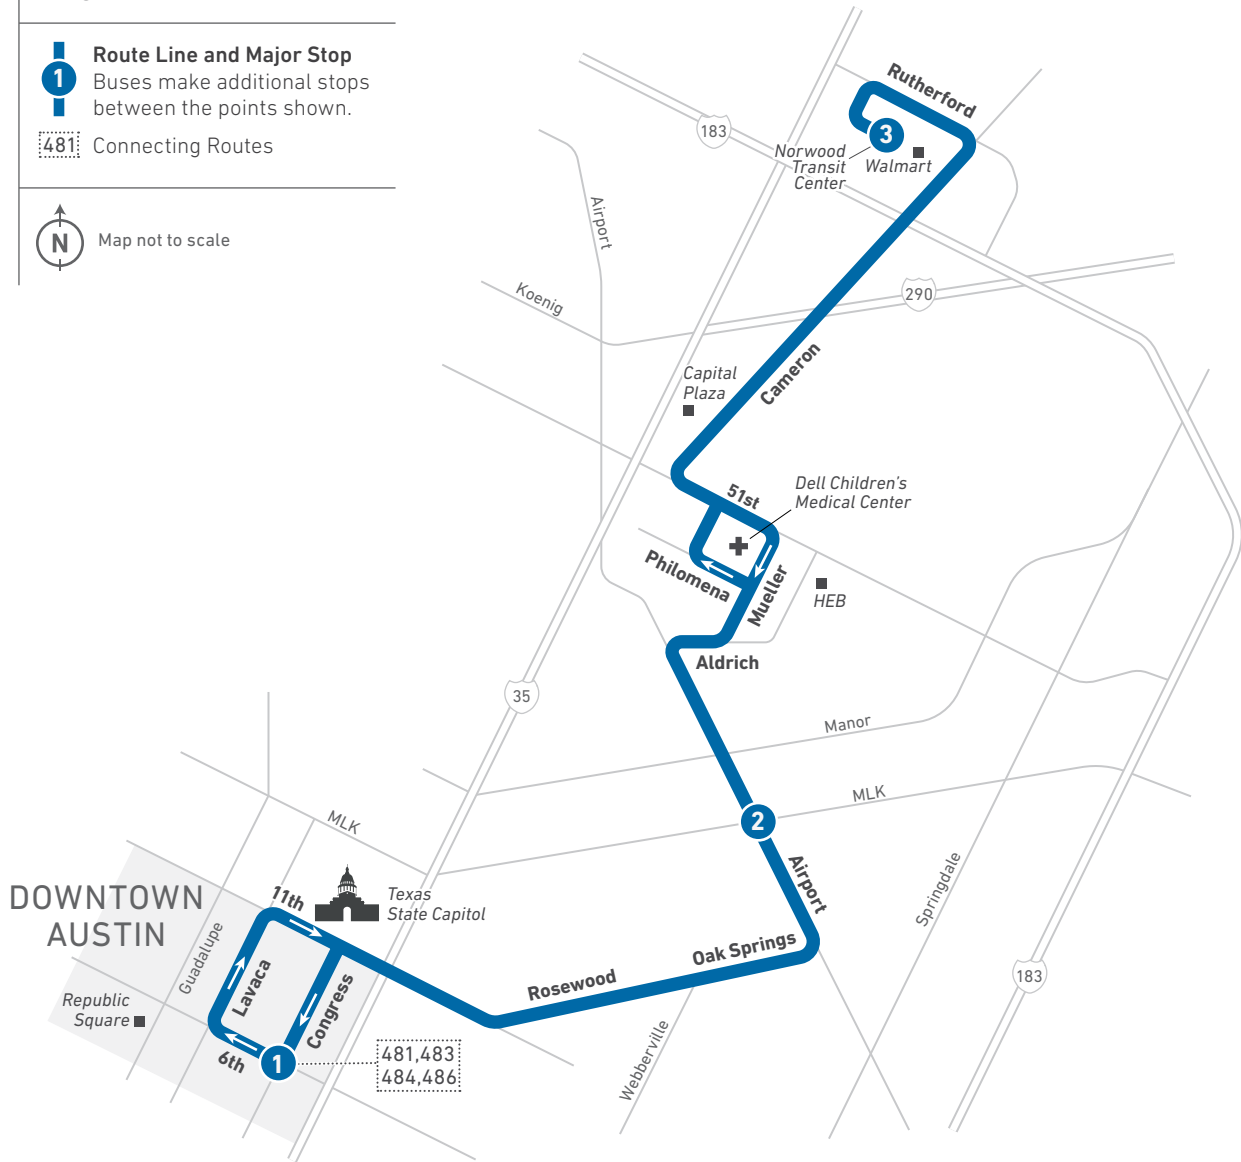 Route Line and Major Stop
1
Buses make additional stops
between the points shown.
481
Connecting Routes
N
Map not to scale
Rutherford
183
3
Norwood
Transit
Center
Walmart
Airport
Koenig
290
Cameron
Capital
Plaza
51st
Dell Children's
Medical Center
Philomena
Mueller
HEB
Aldrich
35
Manor
MLK
MLK
2
Airport
Springdale
DOWNTOWN
AUSTIN
11th
Texas
State Capitol
Guadalupe
Lavaca
Congress
Oak Springs
Rosewood
183
Republic
Square
6th
1
481,483
484,486
Webberville